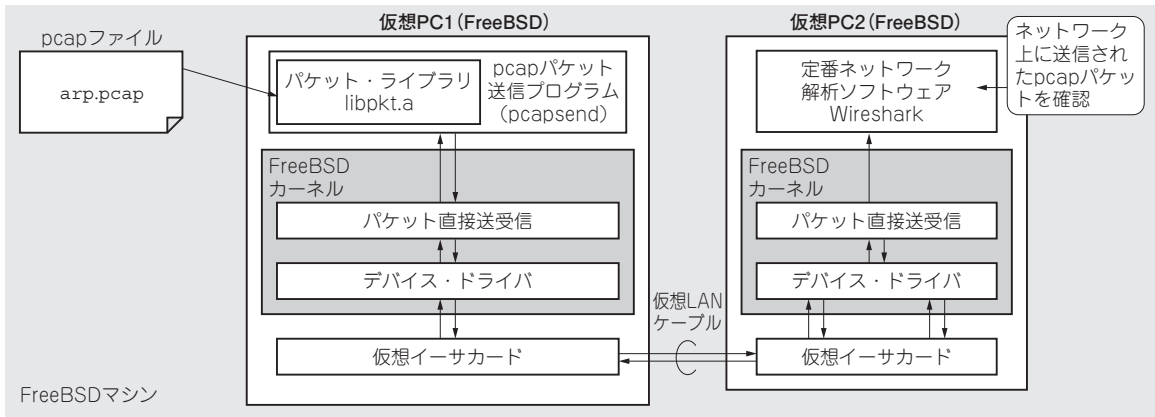 pcapファイル
arp.pcap
仮想PC1（FreeBSD）
パケット・ライブラリ
libpkt.a
pcapパケット
送信プログラム
（pcapsend）
FreeBSD
カーネル
パケット直接送受信
デバイス・ドライバ
仮想イーサカード
仮想LAN
ケーブル
仮想PC2（FreeBSD）
定番ネットワーク
解析ソフトウェア
Wireshark
ネットワーク
上に送信され
たpcapパケッ
トを確認
FreeBSD
カーネル
パケット直接送受信
デバイス・ドライバ
仮想イーサカード
FreeBSDマシン